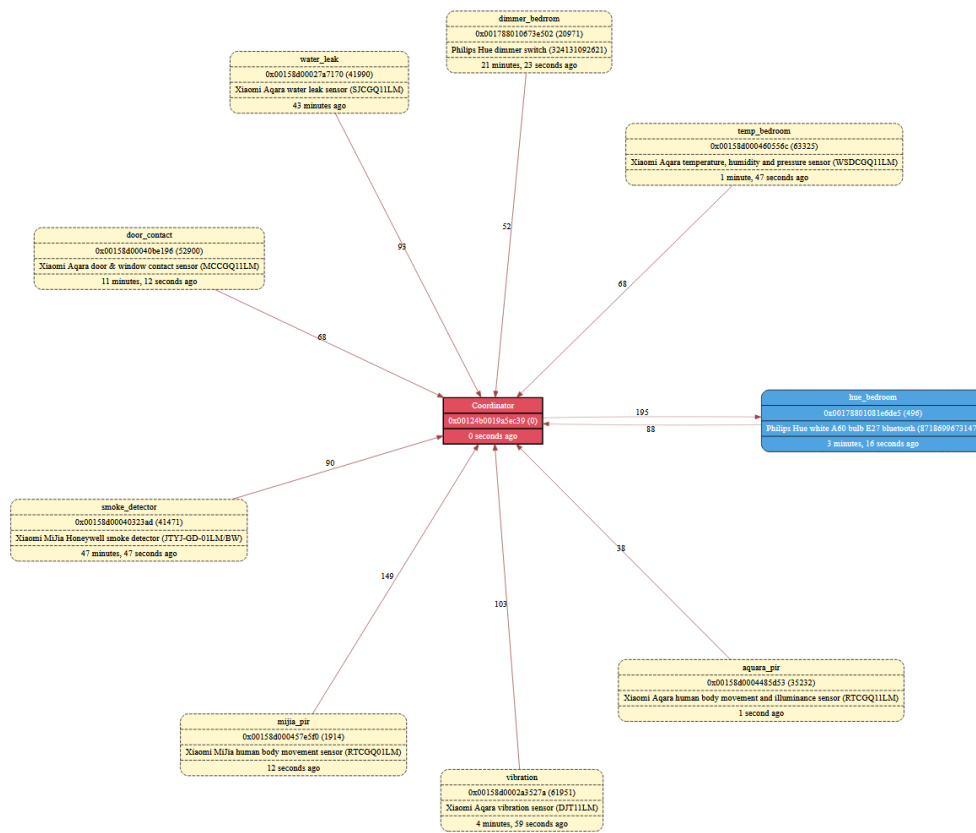 dimmer_bedrrom
0x001788010673e502 (20971)
Philips Hue dimmer switch (324131092621)
21 minutes, 23 seconds ago
water_leak
0x00158d00027a7170 (41990)
Xiaomi Aqara water leak sensor (SJCGQ11LM)
43 minutes ago
temp_bedroom
0x00158d000460556c (63325)
Xiaomi Aqara temperature, humidity and pressure sensor (WSDCGQ11LM)
1 minute, 47 seconds ago
door_contact
0x00158d00040be196 (52900)
Xiaomi Aqara door & window contact sensor (MCCGQ11LM)
11 minutes, 12 seconds ago
93
52
68
68
Coordinator
0x00124b0019a5ec39 (0)
0 seconds ago
195
88
hue_bedroom
0x00178801081e6de5 (496)
Philips Hue white A60 bulb E27 bluetooth (8718699673147
3 minutes, 16 seconds ago
90
smoke_detector
0x00158d00040323ad (41471)
Xiaomi MiJia Honeywell smoke detector (JTYJ-GD-01LM/BW)
47 minutes, 47 seconds ago
149
103
38
aquara_pir
0x00158d0004485d53 (35232)
Xiaomi Aqara human body movement and illuminance sensor (RTCGQ11LM)
1 second ago
mijia_pir
0x00158d000457e5f0 (1914)
Xiaomi MiJia human body movement sensor (RTCGQ01LM)
12 seconds ago
vibration
0x00158d0002a3527a (61951)
Xiaomi Aqara vibration sensor (DJT11LM)
4 minutes, 59 seconds ago